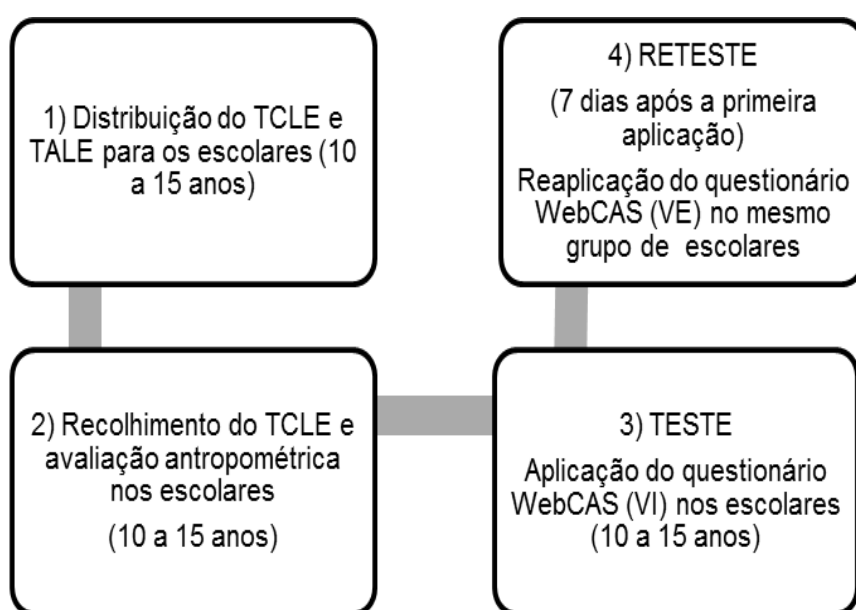 1) Distribuição do TCLE e
TALE para os escolares (10
a 15 anos)
2) Recolhimento do TCLE e
avaliação antropométrica
nos escolares
(10 a 15 anos)
3) TESTE
Aplicação do questionário
WebCAS (VI) nos escolares
(10 a 15 anos)
4) RETESTE
(7 dias após a primeira
aplicação)
Reaplicação do questionário
WebCAS (VE) no mesmo
grupo de escolares